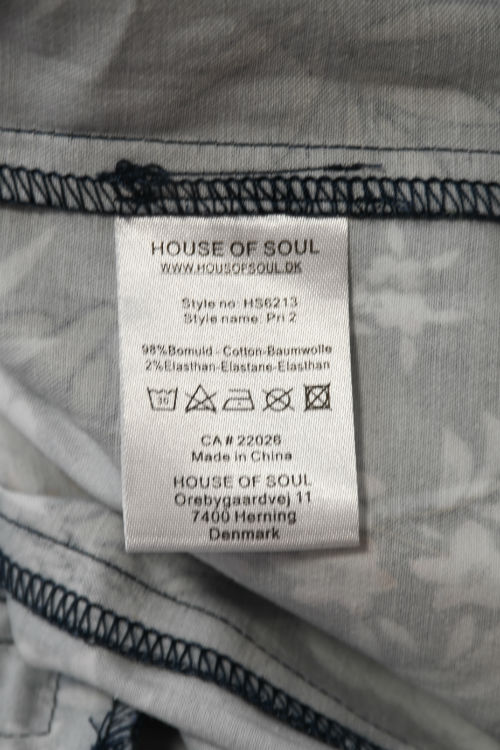 HOUSE OF SOUL
WWW.HOUSOFSOUL.DK
Style no: HS6213
Style name: Pri 2
98%Bomuld - Cotton-Baumwolle
2%Elasthan-Elastane-Elasthan
30
CA # 22026
Made in China
HOUSE OF SOUL
Orebygaardvej 11
7400 Herning
Denmark